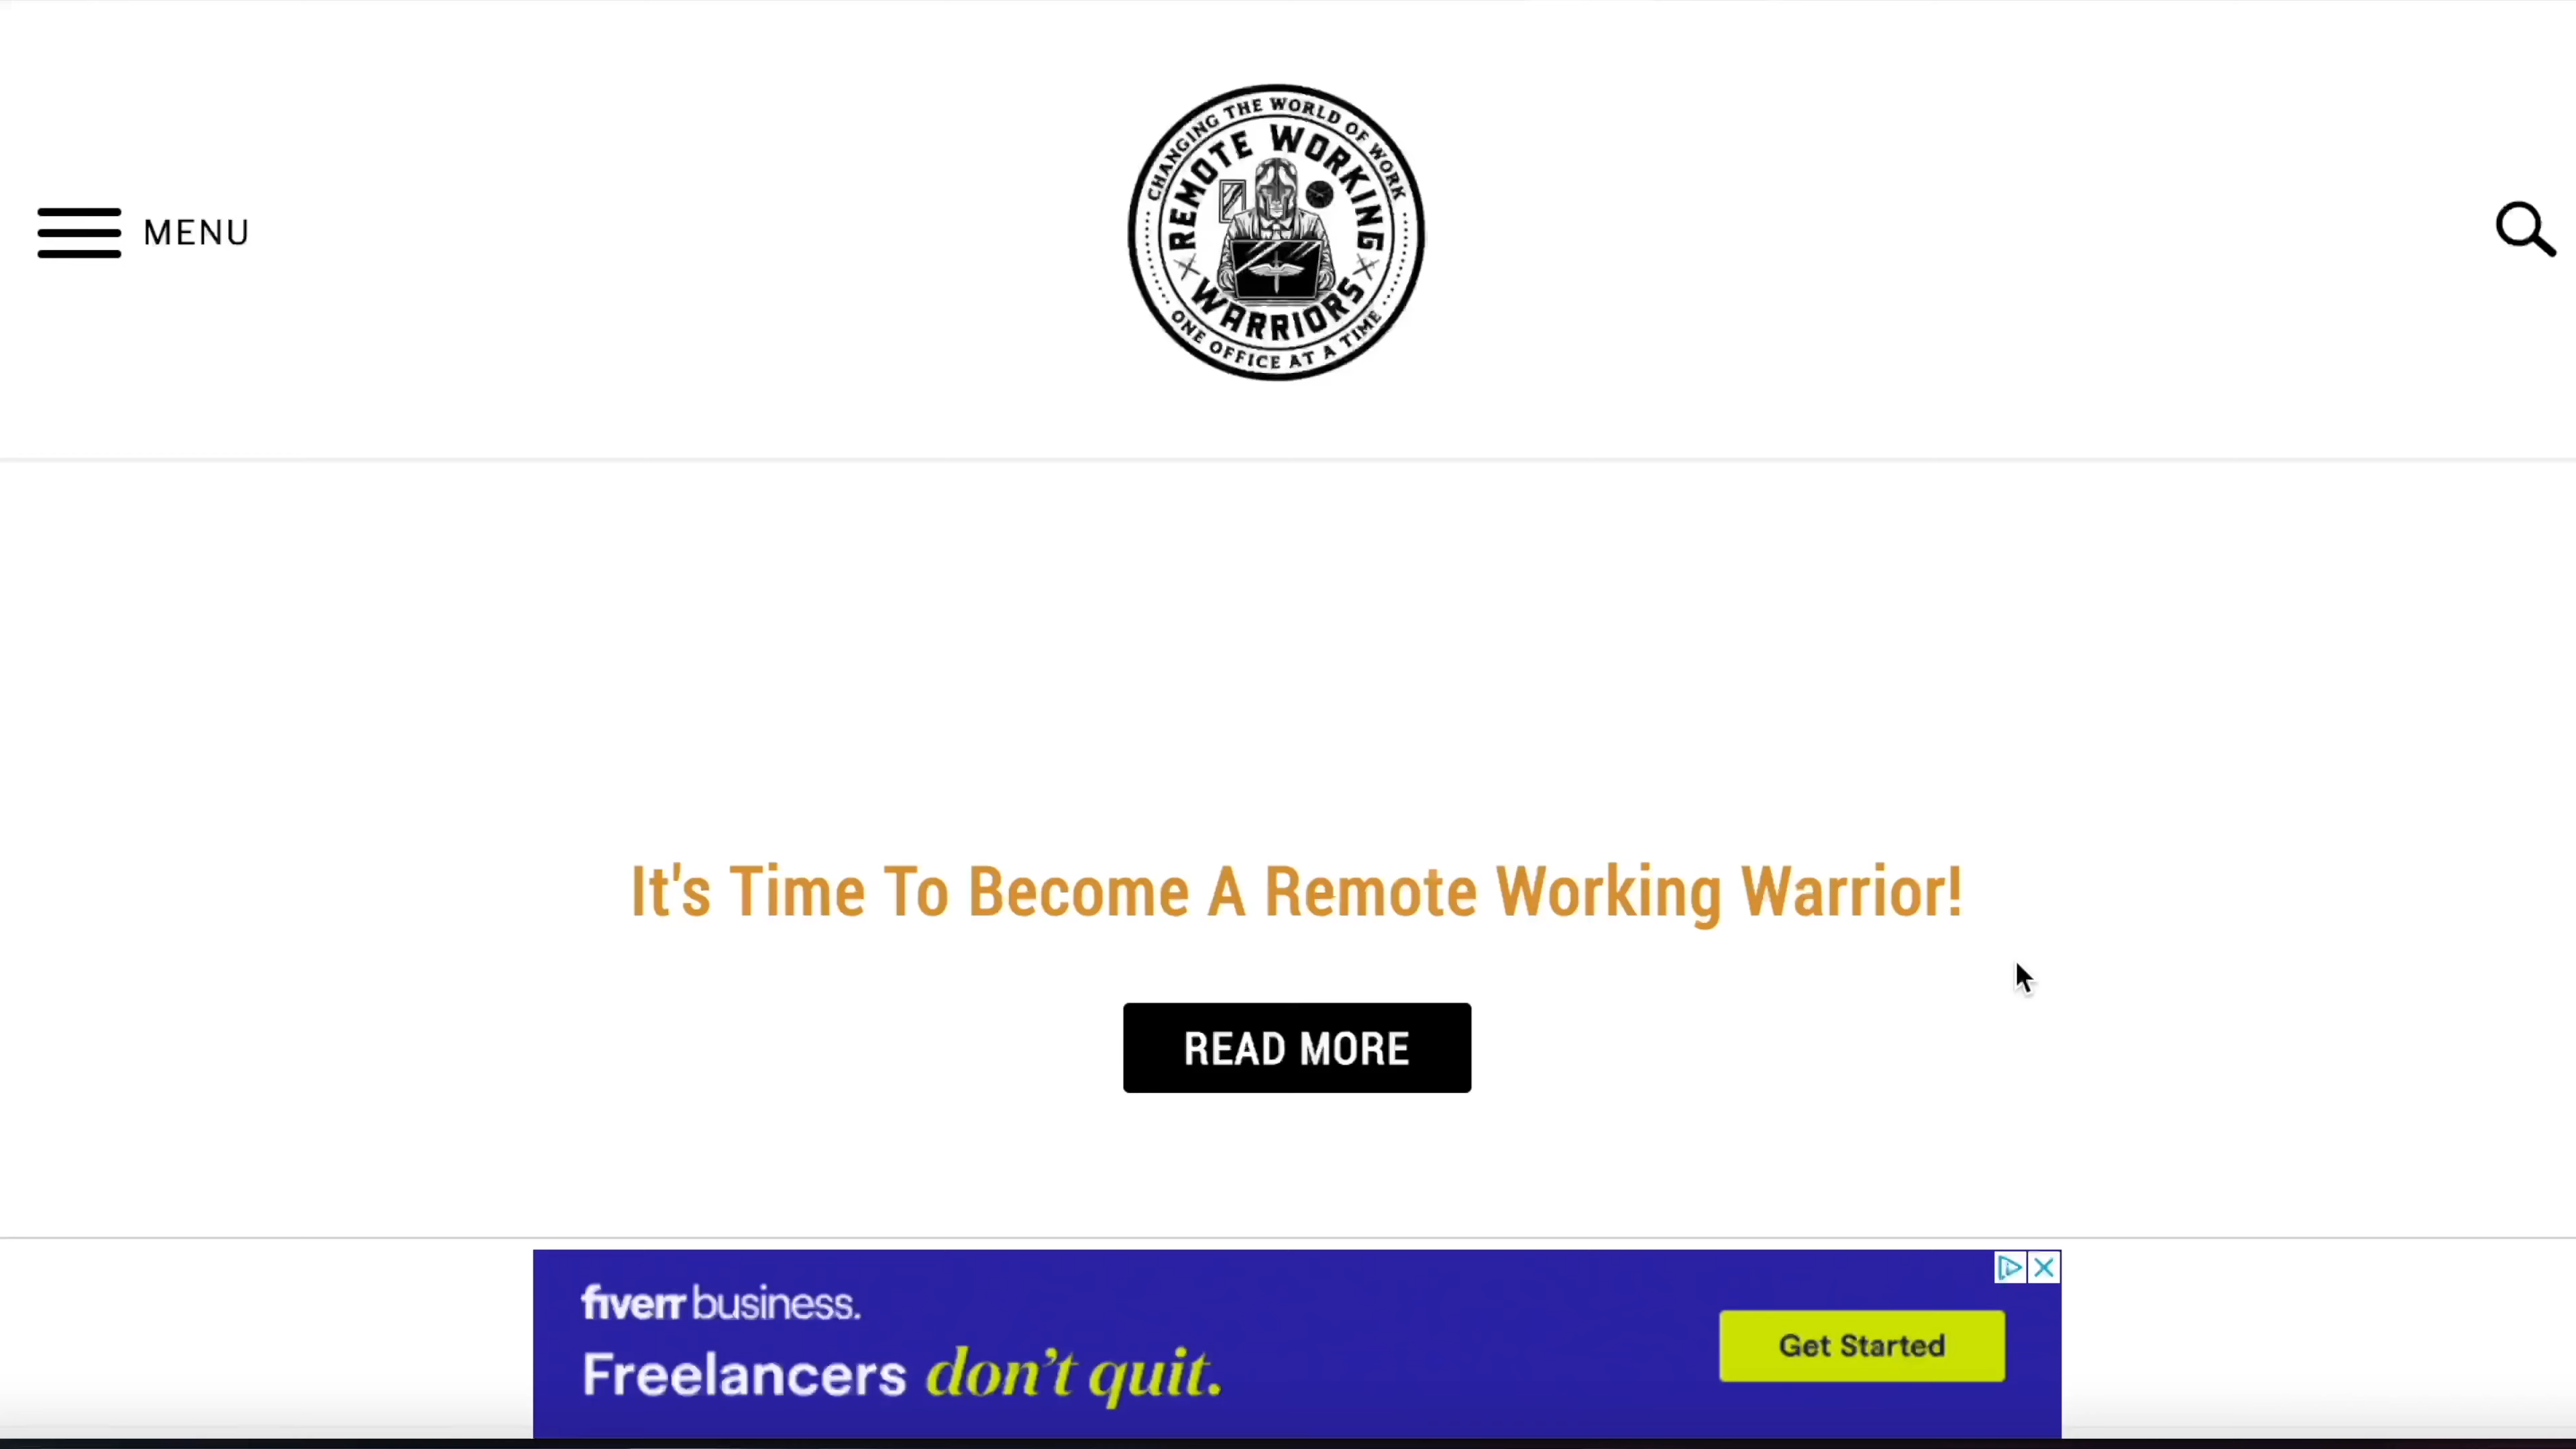 MENU
CHANGING THE WORLD OF WORK
REMOTE WORKING
WARRIORS
ONE OFFICE AT A TIME
It's Time To Become A Remote Working Warrior!
READ MORE
fiverr business.
Freelancers don't quit.
Get Started